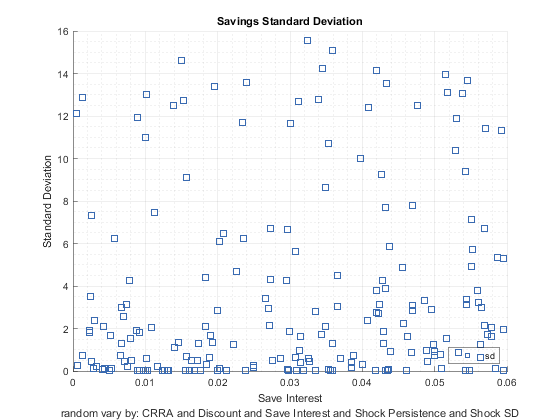 Savings Standard Deviation
16
14
12
10
8
6
4
2
0
Standard Deviation
0 0.01 0.02 0.03 0.04 0.05 0.06
sd
Save Interest
random vary by: CRRA and Discount and Save Interest and Shock Persistence and Shock SD